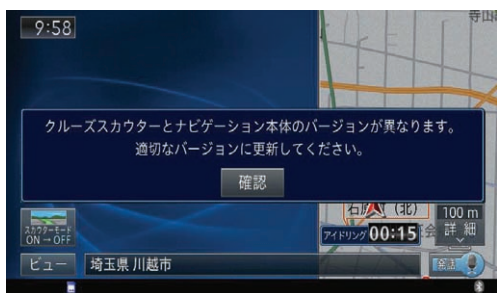 9:58
寺山
クルーズスカウターとナビゲーション本体のバージョンが異なります。
適切なバージョンに更新してください。
確認
スカウターモード
ON→OFF
(北)
100m
アイドリング 00:15
詳細
ビュー
埼玉県 川越市